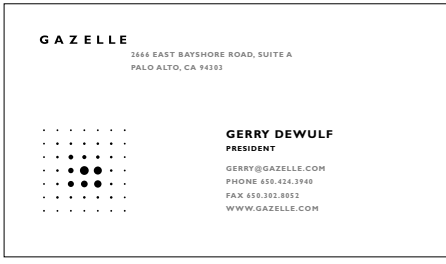 GAZELLE
2666 EAST BAYSHORE ROAD, SUITE A
PALO ALTO, CA 94303
GERRY DEWULF
PRESIDENT
GERRY@GAZELLE.COM
PHONE 650.424.3940
FAX 650.302.8052
WWW.GAZELLE.COM